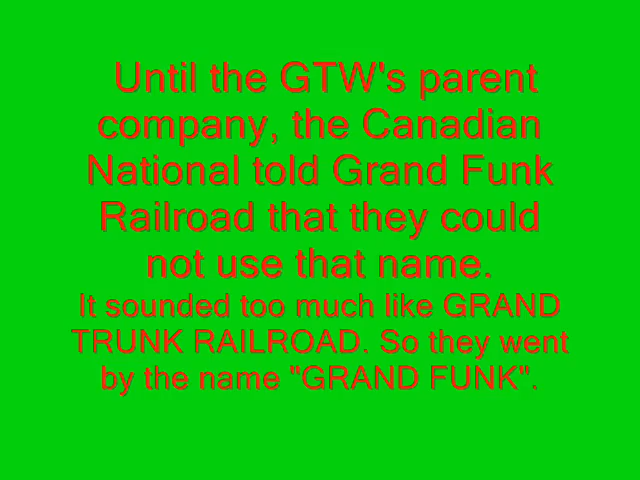 Until the GTW's parent
company, the Canadian
National told Grand Funk
Railroad that they could
not use that name.
It sounded too much like GRAND
TRUNK RAILROAD. So they went
by the name "GRAND FUNK".